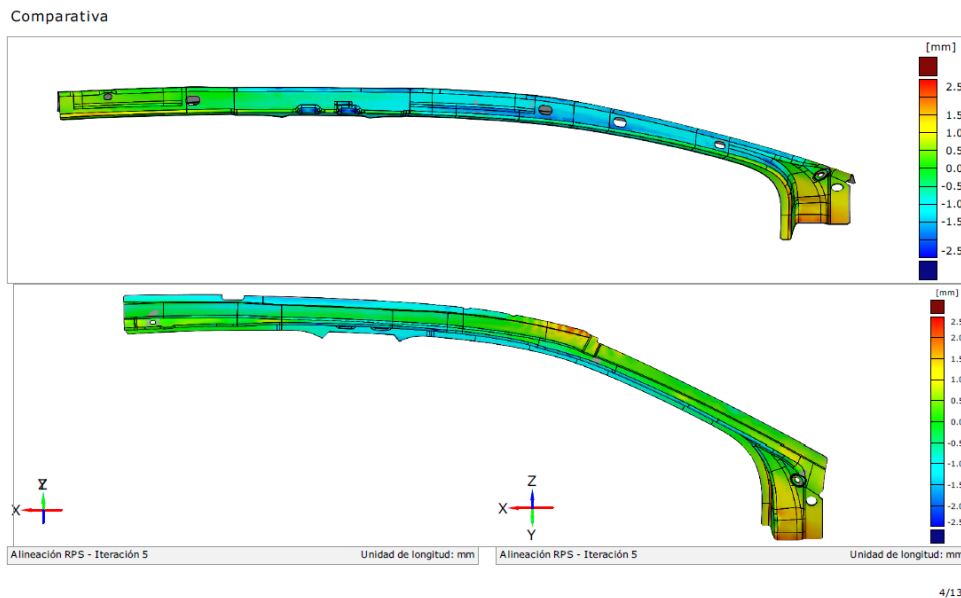 Comparativa
[mm]
2.5
1.5
1.0
0.5
0.0
-0.5
-1.0
-1.5
-2.5
[mm]
2.5
2.0
1.5
1.0
0.5
0.0
-0.5
-1.0
-1.5
-2.0
-2.5
Z
X
Z
X
Y
Alineación RPS - Iteración 5 Unidad de longitud: mm
Alineación RPS - Iteración 5 Unidad de longitud: mm
4/13